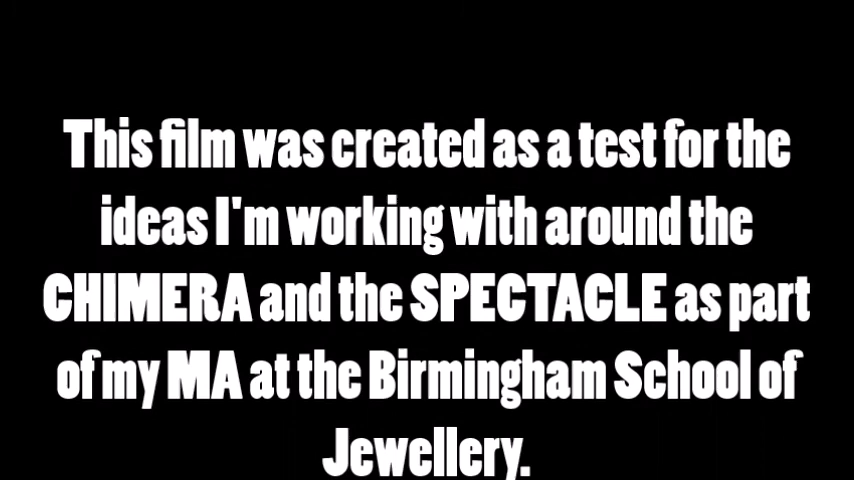 This film was created as a test for the
ideas I'm working with around the
CHIMERA and the SPECTACLE as part
of my MA at the Birmingham School of
Jewellery.